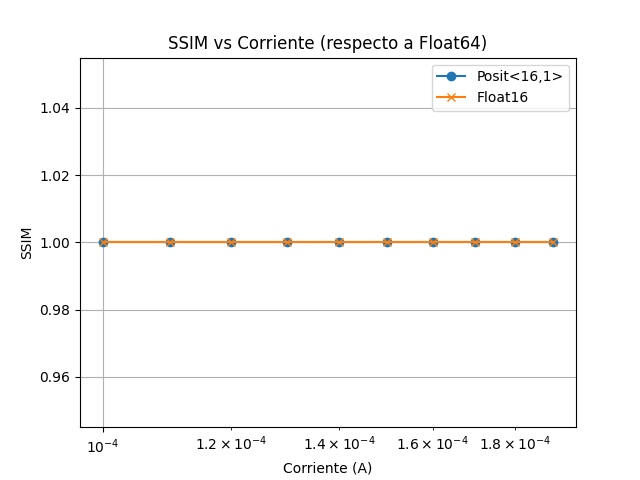 SSIM vs Corriente (respecto a Float64)
Posit<16,1>
Float16
1.04
1.02
1.00
0.98
0.96
SSIM
10⁻⁴
1.2 × 10⁻⁴
1.4 × 10⁻⁴
1.6 × 10⁻⁴
1.8 × 10⁻⁴
Corriente (A)